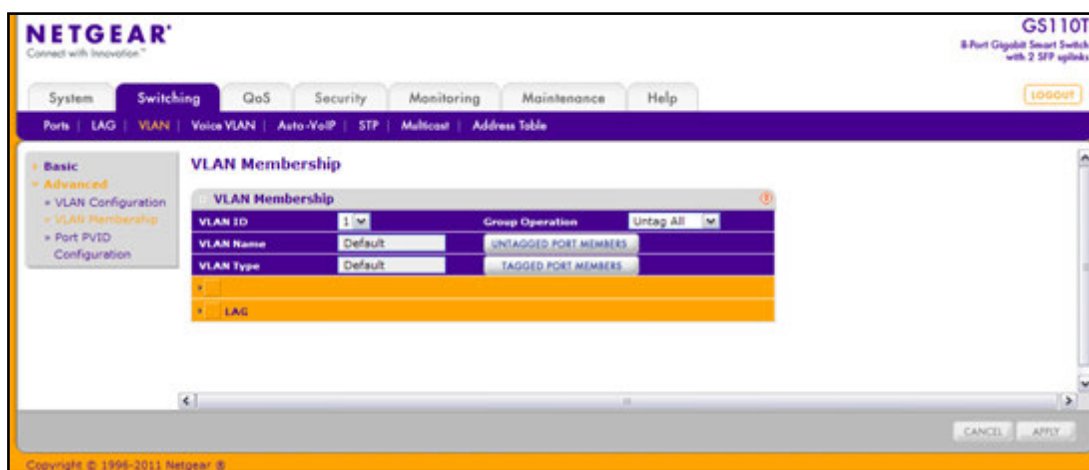 NETGEAR®
Connect with Innovation™
GS110T
8-Port Gigabit Smart Switch
with 2 SFP uplinks
System Switching QoS Security Monitoring Maintenance Help LOGOUT
Ports | LAG | VLAN | Voice VLAN | Auto-VoIP | STP | Multicast | Address Table
Basic
Advanced
» VLAN Configuration
» VLAN Membership
» Port PVID
Configuration
VLAN Membership
VLAN Membership
VLAN ID 1 Group Operation Untag All
VLAN Name Default UNTAGGED PORT MEMBERS
VLAN Type Default TAGGED PORT MEMBERS
LAG
CANCEL APPLY
Copyright © 1996-2011 Netgear ®